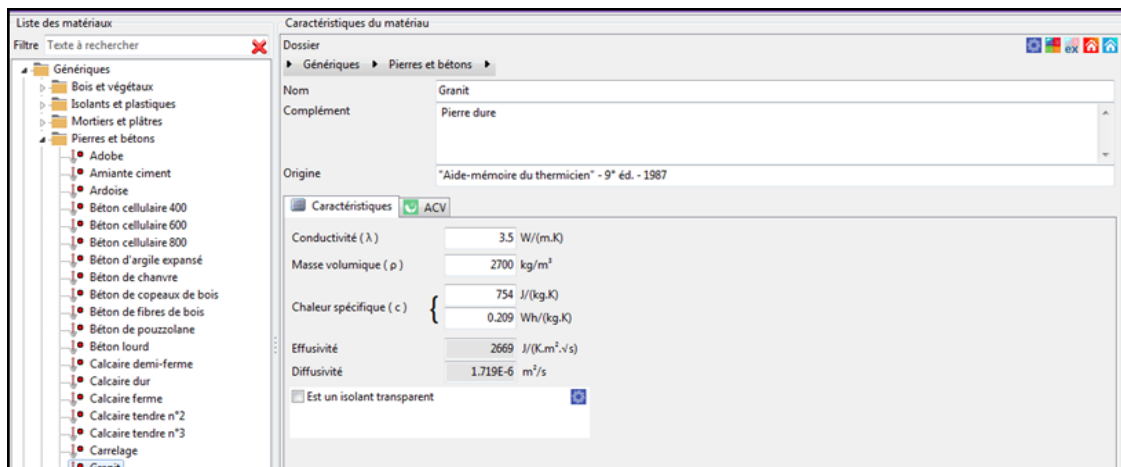 Liste des matériaux
Filtre Texte à rechercher
Génériques
Bois et végétaux
Isolants et plastiques
Mortiers et plâtres
Pierres et bétons
Adobe
Amiante ciment
Ardoise
Béton cellulaire 400
Béton cellulaire 600
Béton cellulaire 800
Béton d'argile expansé
Béton de chanvre
Béton de copeaux de bois
Béton de fibres de bois
Béton de pouzzolane
Béton lourd
Calcaire demi-ferme
Calcaire dur
Calcaire ferme
Calcaire tendre n°2
Calcaire tendre n°3
Carrelage
Granit
Caractéristiques du matériau
Dossier ex
Génériques Pierres et bétons
Nom Granit
Complément Pierre dure
Origine "Aide-mémoire du thermicien" - 9° éd. - 1987
Caractéristiques ACV
Conductivité ( λ ) 3.5 W/(m.K)
Masse volumique ( ρ ) 2700 kg/m³
Chaleur spécifique ( c ) { 754 J/(kg.K)
0.209 Wh/(kg.K)
Effusivité 2669 J/(K.m².√s)
Diffusivité 1.719E-6 m²/s
Est un isolant transparent